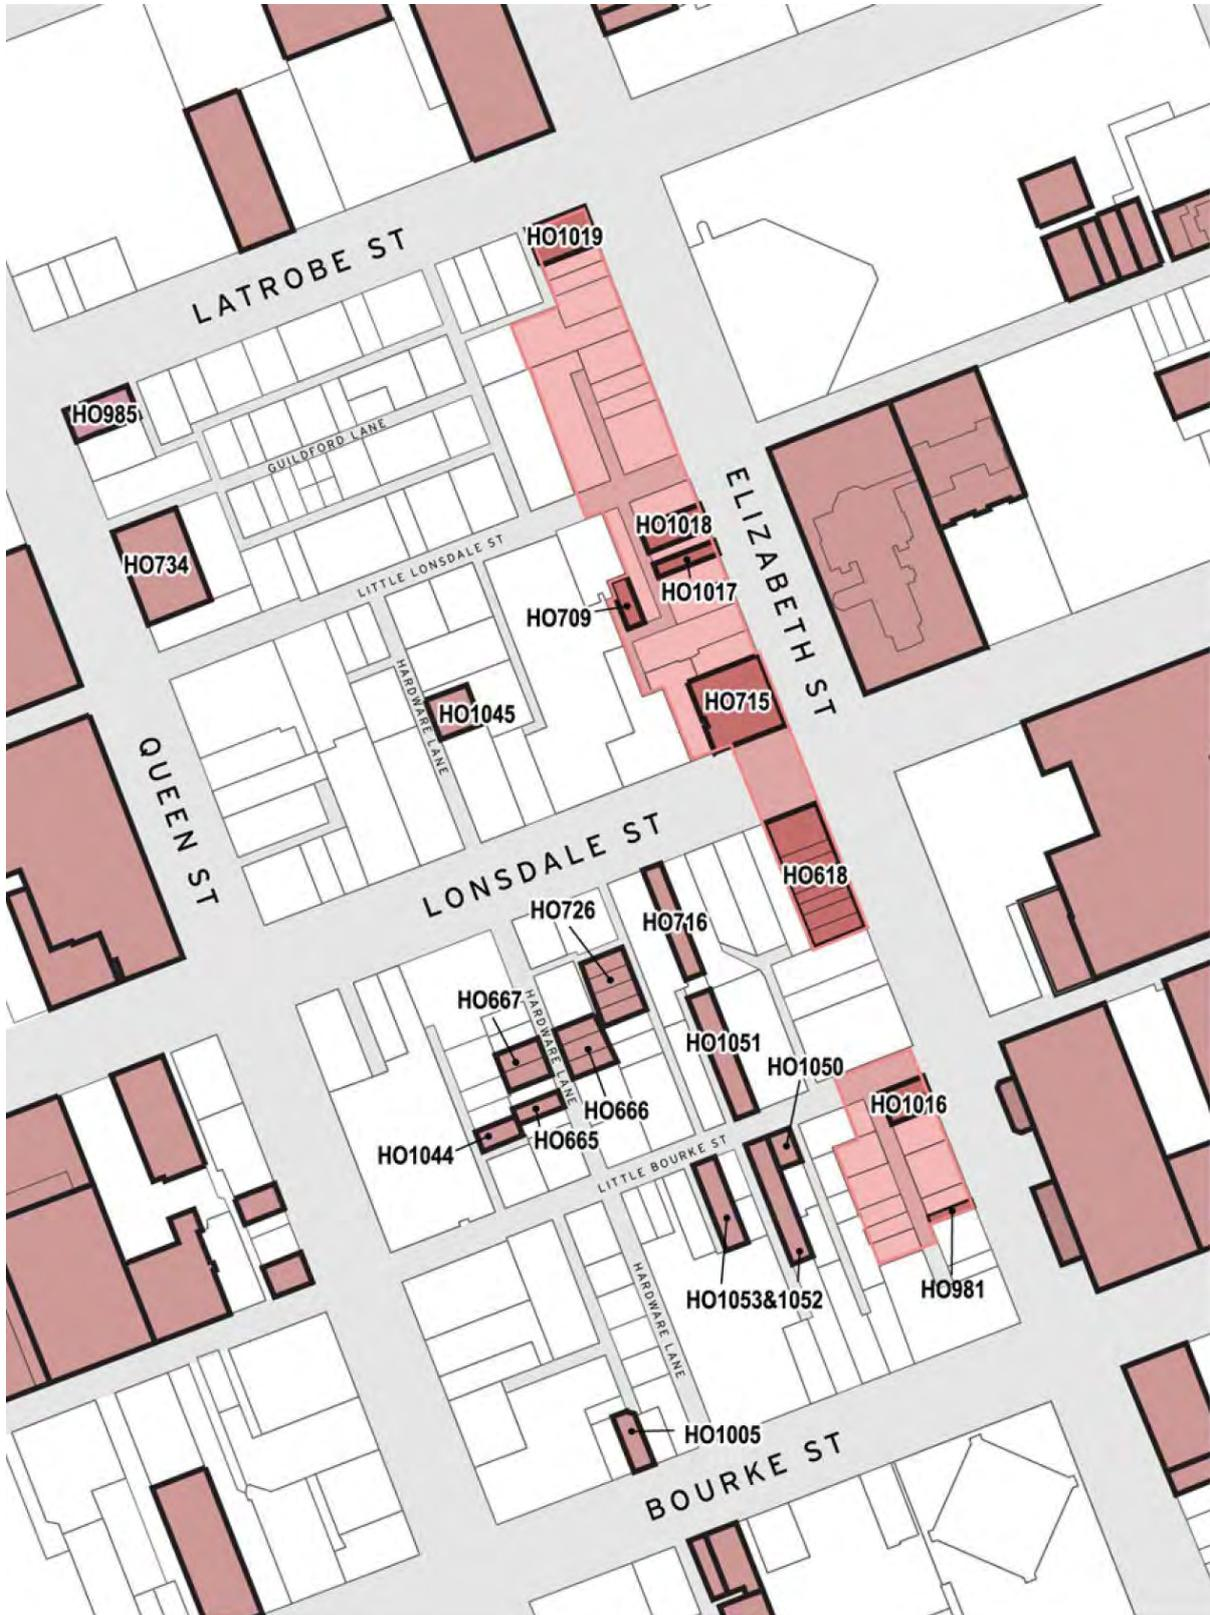 HO1019
LATROBE ST
HO985
GUILDFORD LANE
ELIZABETH ST
HO1018
HO734
LITTLE LONSDALE ST
HO1017
HO709
HARDWARE LANE
HO715
HO1045
QUEEN ST
LONSDALE ST
HO618
HO726
HO716
HO667
HARDWARE LANE
HO1051
HO1050
HO666
HO1016
HO665
HO1044
LITTLE BOURKE ST
HO1053&1052
HO981
HARDWARE LANE
HO1005
BOURKE ST